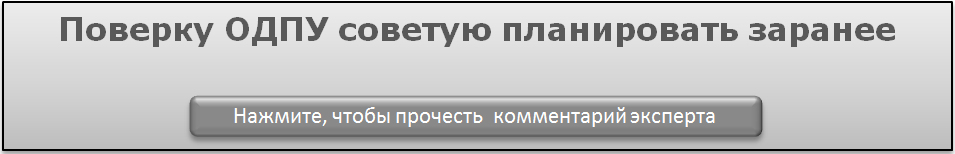 Поверку ОДПУ советую планировать заранее
Нажмите, чтобы прочесть комментарий эксперта